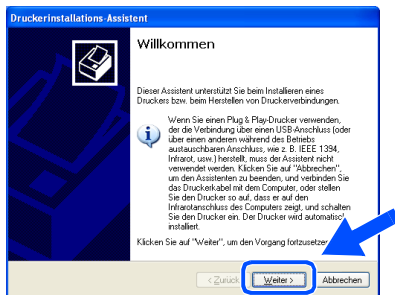 Druckerinstallations-Assistent
Willkommen
Dieser Assistent unterstützt Sie beim Installieren eines
Druckers bzw. beim Herstellen von Druckerverbindungen.
Wenn Sie einen Plug & Play-Drucker verwenden,
der die Verbindung über einen USB-Anschluss (oder
über einen anderen während des Betriebs
austauschbaren Anschluss, wie z. B. IEEE 1394,
Infrarot, usw.) herstellt, muss der Assistent nicht
verwendet werden. Klicken Sie auf "Abbrechen",
um den Assistenten zu beenden, und verbinden Sie
das Druckerkabel mit dem Computer, oder stellen
Sie den Drucker so auf, dass er auf den
Infrarotanschluss des Computers zeigt, und schalten
Sie den Drucker ein. Der Drucker wird automatisch
installiert.
Klicken Sie auf "Weiter", um den Vorgang fortzusetzen
< Zurück Weiter > Abbrechen